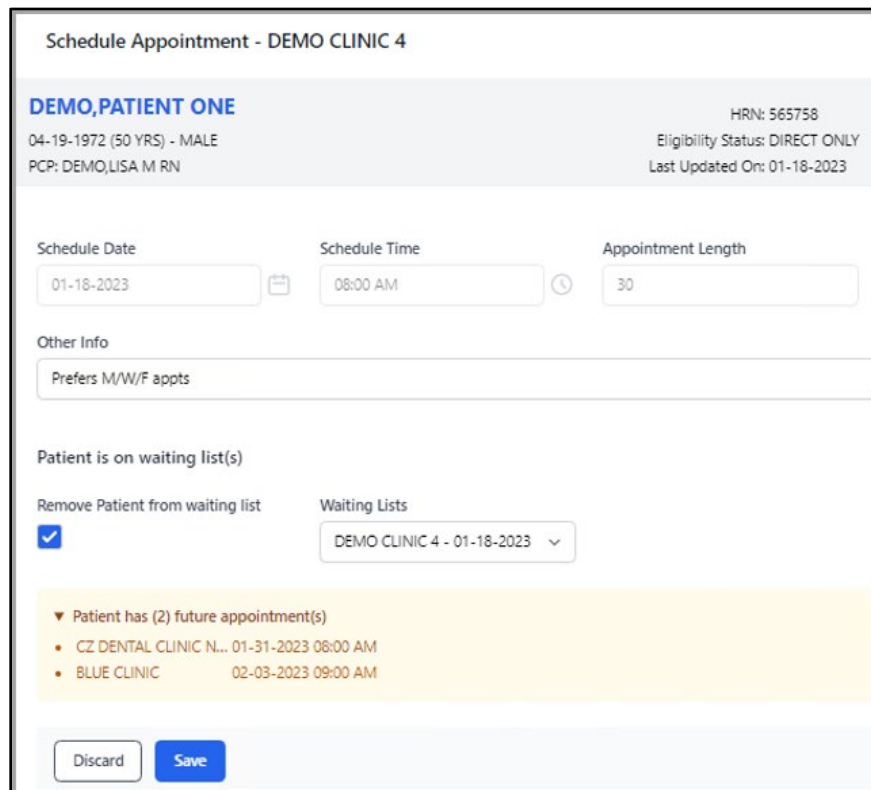 Schedule Appointment - DEMO CLINIC 4
DEMO,PATIENT ONE
HRN: 565758
04-19-1972 (50 YRS) - MALE
Eligibility Status: DIRECT ONLY
PCP: DEMO,LISA M RN
Last Updated On: 01-18-2023
Schedule Date
Schedule Time
Appointment Length
01-18-2023
08:00 AM
30
Other Info
Prefers M/W/F appts
Patient is on waiting list(s)
Remove Patient from waiting list
Waiting Lists
DEMO CLINIC 4 - 01-18-2023
Patient has (2) future appointment(s)
CZ DENTAL CLINIC N... 01-31-2023 08:00 AM
BLUE CLINIC 02-03-2023 09:00 AM
Discard
Save